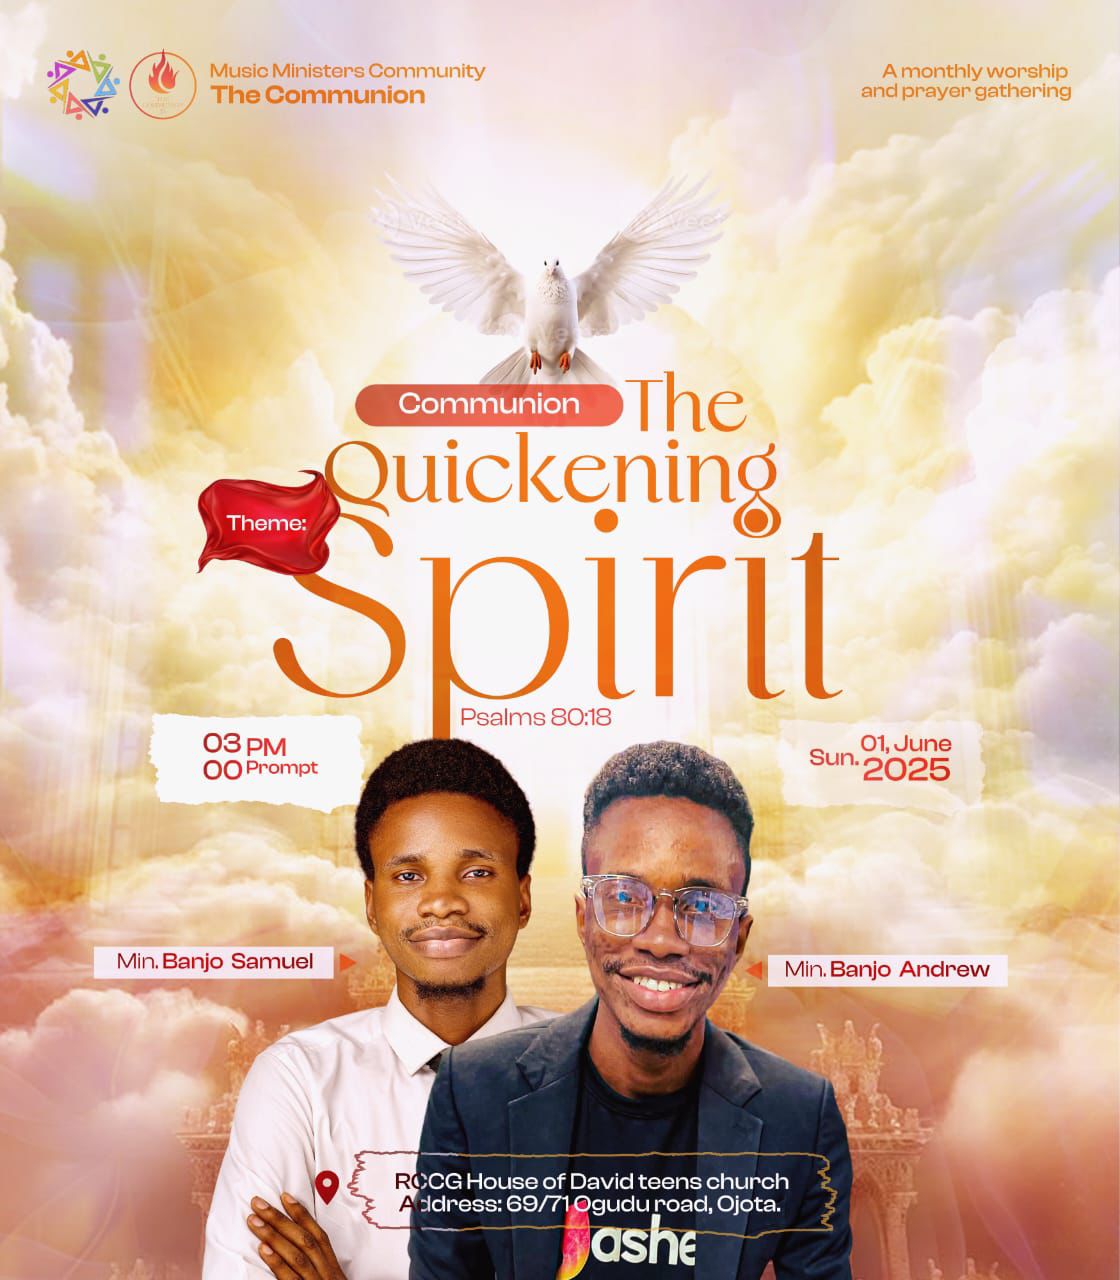 Music Ministers Community
The Communion
A monthly worship
and prayer gathering
Communion
The
Quickening
Theme:
Spirit
Psalms 80:18
03 PM
00 Prompt
Sun. 01, June
2025
Min. Banjo Samuel
Min. Banjo Andrew
RCCG House of David teens church
Address: 69/71 Ogudu road, Ojota.
ashe